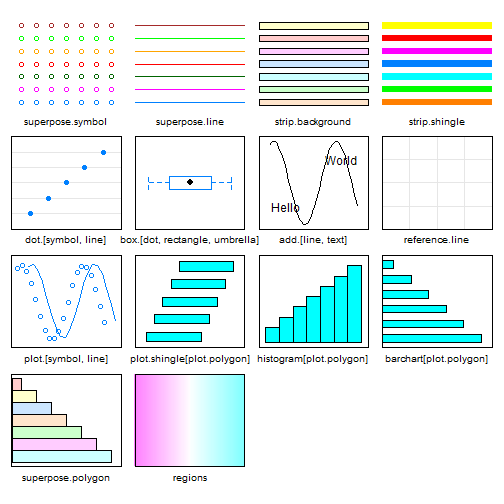 superpose.symbol
superpose.line
strip.background
strip.shingle
World
Hello
dot.[symbol, line]
box.[dot, rectangle, umbrella]
add.[line, text]
reference.line
plot.[symbol, line]
plot.shingle[plot.polygon]
histogram[plot.polygon]
barchart[plot.polygon]
superpose.polygon
regions